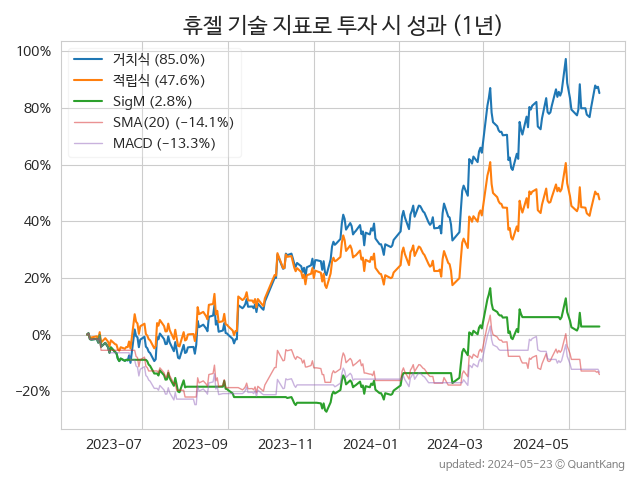 휴젤 기술 지표로 투자 시 성과 (1년)
100%
80%
60%
40%
20%
0%
−20%
거치식 (85.0%)
적립식 (47.6%)
SigM (2.8%)
SMA(20) (−14.1%)
MACD (−13.3%)
2023−07
2023−09
2023−11
2024−01
2024−03
2024−05
updated: 2024−05−23 ⓒ QuantKang